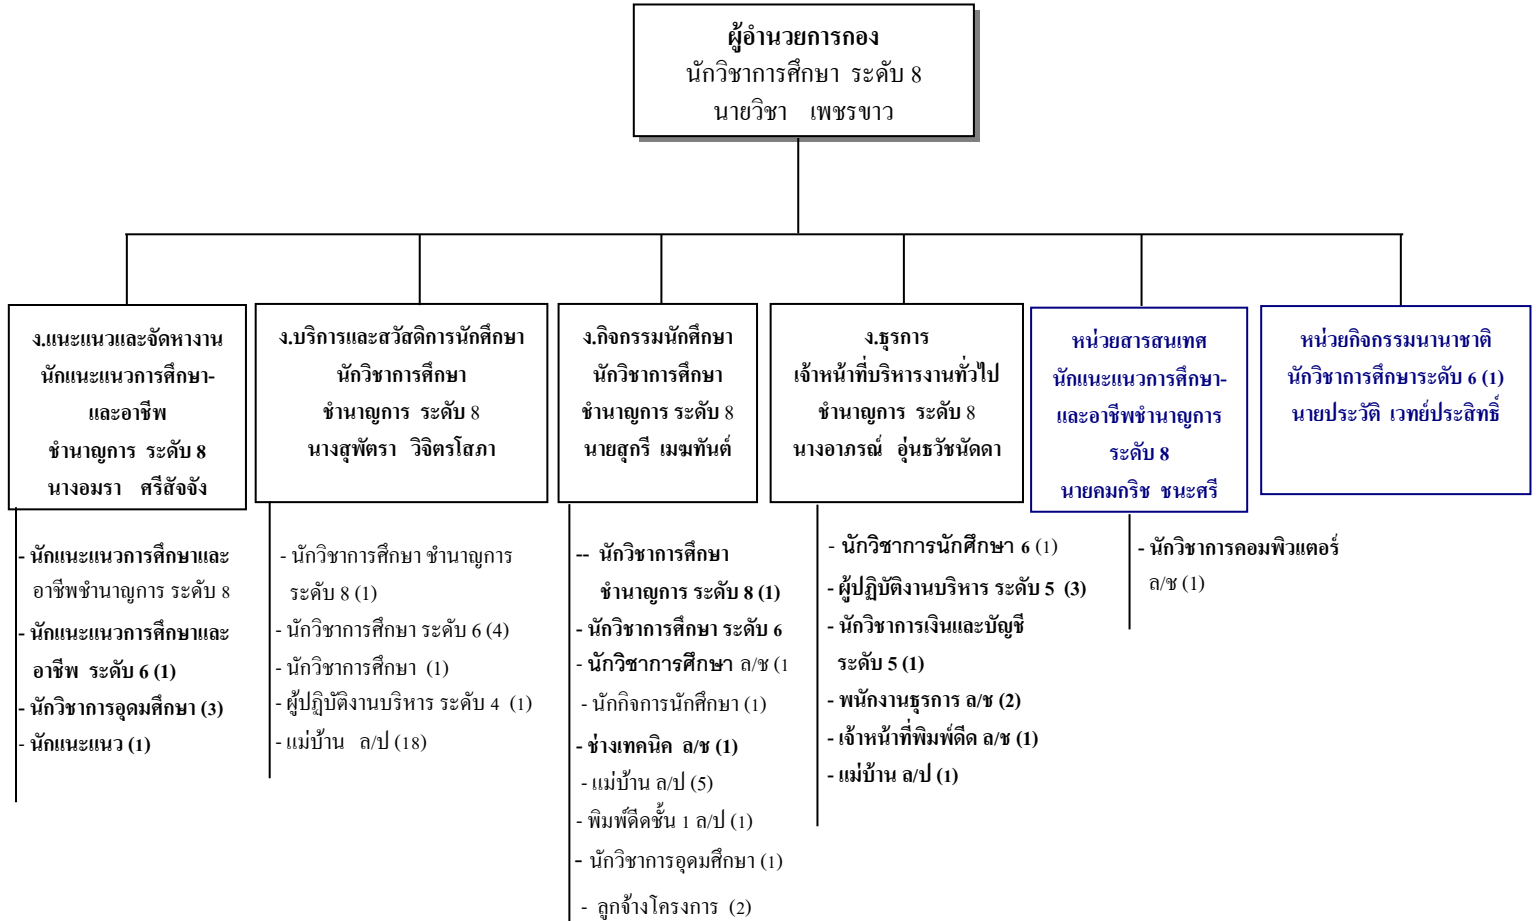 ผู้อำนวยการกอง
นักวิชาการศึกษา ระดับ 8
นายวิชา เพชรขาว
ง.แนะแนวและจัดหางาน
นักแนะแนวการศึกษา-
และอาชีพ
ชำนาญการ ระดับ 8
นางอมรา ศรีสัจจัง
- นักแนะแนวการศึกษาและ
อาชีพชำนาญการ ระดับ 8
- นักแนะแนวการศึกษาและ
อาชีพ ระดับ 6 (1)
- นักวิชาการอุดมศึกษา (3)
- นักแนะแนว (1)
ง.บริการและสวัสดิการนักศึกษา
นักวิชาการศึกษา
ชำนาญการ ระดับ 8
นางสุพัตรา วิจิตรโสภา
- นักวิชาการศึกษา ชำนาญการ
ระดับ 8 (1)
- นักวิชาการศึกษา ระดับ 6 (4)
- นักวิชาการศึกษา (1)
- ผู้ปฏิบัติงานบริหาร ระดับ 4 (1)
- แม่บ้าน ล/ป (18)
ง.กิจกรรมนักศึกษา
นักวิชาการศึกษา
ชำนาญการ ระดับ 8
นายสุกรี เมฆทันต์
-- นักวิชาการศึกษา
ชำนาญการ ระดับ 8 (1)
- นักวิชาการศึกษา ระดับ 6
- นักวิชาการศึกษา ล/ช (1
- นักกิจการนักศึกษา (1)
- ช่างเทคนิค ล/ช (1)
- แม่บ้าน ล/ป (5)
- พิมพ์ดีดชั้น 1 ล/ป (1)
- นักวิชาการอุดมศึกษา (1)
- ลูกจ้างโครงการ (2)
ง.ธุรการ
เจ้าหน้าที่บริหารงานทั่วไป
ชำนาญการ ระดับ 8
นางอาภรณ์ อุ่นธวัชนัดดา
- นักวิชาการนักศึกษา 6 (1)
- ผู้ปฏิบัติงานบริหาร ระดับ 5 (3)
- นักวิชาการเงินและบัญชี
ระดับ 5 (1)
- พนักงานธุรการ ล/ช (2)
- เจ้าหน้าที่พิมพ์ดีด ล/ช (1)
- แม่บ้าน ล/ป (1)
หน่วยสารสนเทศ
นักแนะแนวการศึกษา-
และอาชีพชำนาญการ
ระดับ 8
นายคมกริช ชนะศรี
- นักวิชาการคอมพิวแตอร์
ล/ช (1)
หน่วยกิจกรรมนานาชาติ
นักวิชาการศึกษาระดับ 6 (1)
นายประวัติ เวทย์ประสิทธิ์